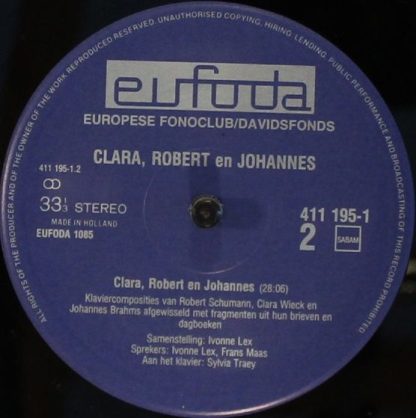 ALL RIGHTS OF THE PRODUCER AND OF THE OWNER OF THE WORK REPRODUCED RESERVED. UNAUTHORISED COPYING, HIRING, LENDING, PUBLIC PERFORMANCE AND BROADCASTING OF THIS RECORD PROHIBITED
eufoda
EUROPESE FONOCLUB/DAVIDSFONDS
CLARA, ROBERT en JOHANNES
411 195-1.2
33 1/3 STEREO
MADE IN HOLLAND
EUFODA 1085
411 195-1
2 SABAM
Clara, Robert en Johannes (28:06)
Klaviercomposities van Robert Schumann, Clara Wieck en
Johannes Brahms afgewisseld met fragmenten uit hun brieven en
dagboeken
Samenstelling: Ivonne Lex
Sprekers: Ivonne Lex, Frans Maas
Aan het klavier: Sylvia Traey